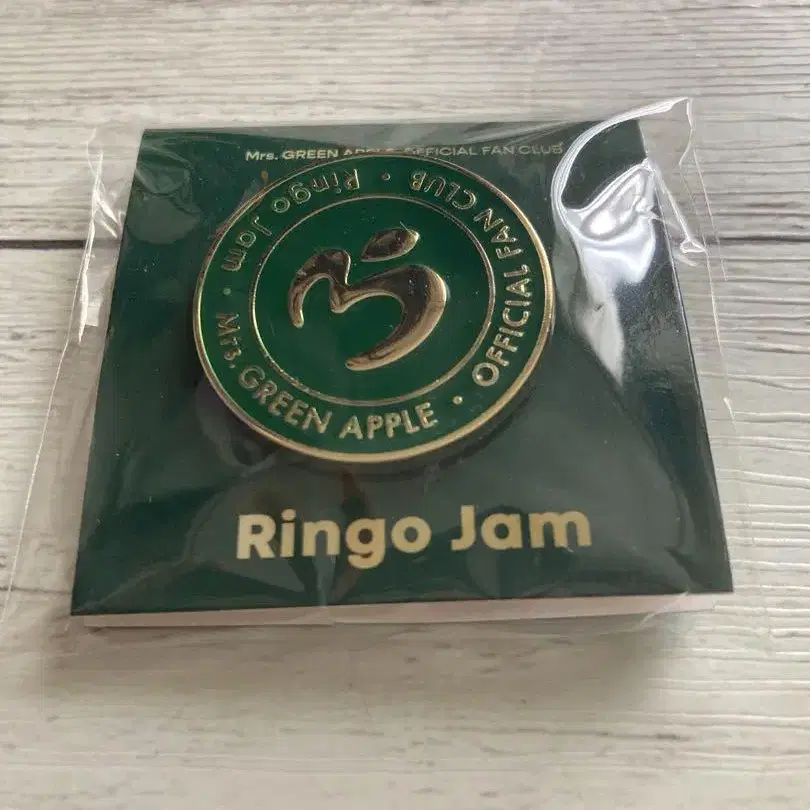 Mrs. GREEN APPLE OFFICIAL FAN CLUB
Mrs. GREEN APPLE • OFFICIAL FAN CLUB • Ringo Jam •
Ringo Jam